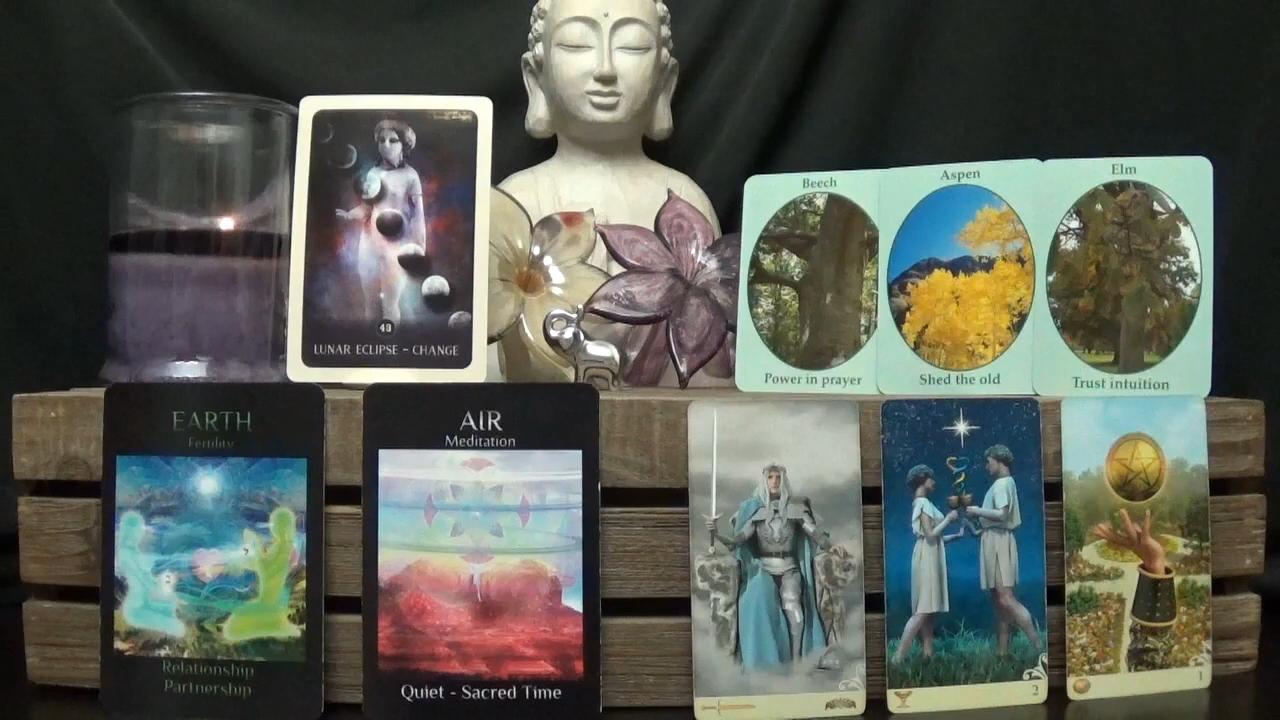 48
LUNAR ECLIPSE - CHANGE
Beech
Power in prayer
Aspen
Shed the old
Elm
Trust intuition
EARTH
Fertility
Relationship
Partnership
AIR
Meditation
Quiet - Sacred Time
2
1